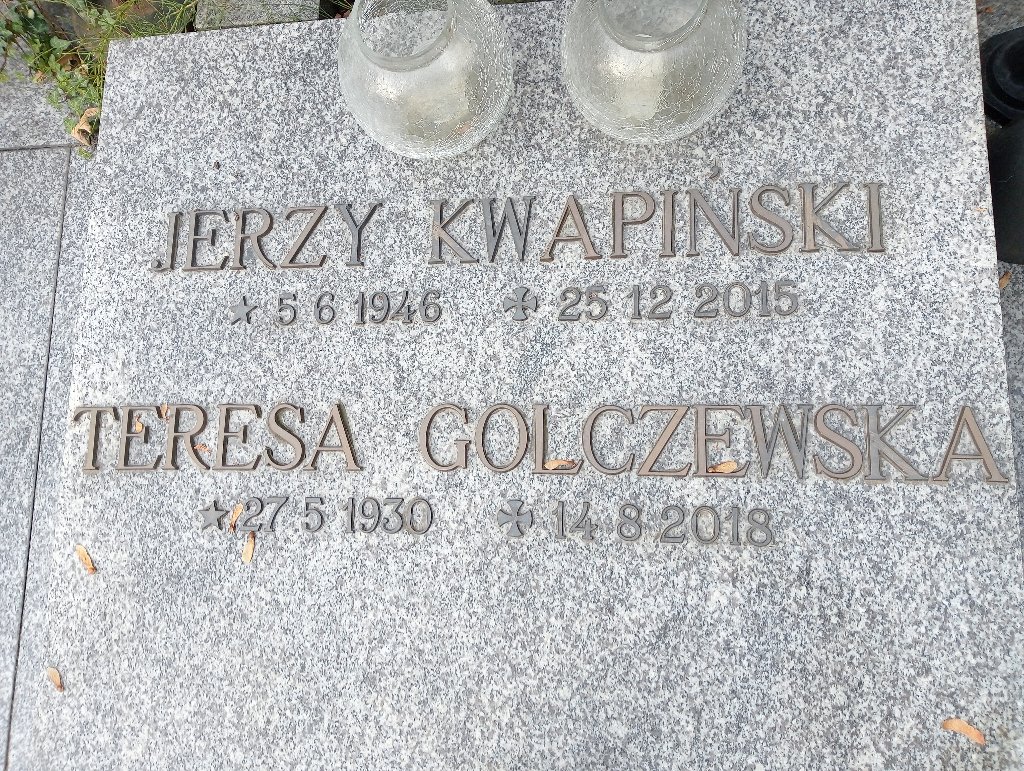 JERZY KWAPIŃSKI
★ 5 6 1946 ✠ 25 12 2015
TERESA GOLCZEWSKA
★ 27 5 1930 ✠ 14 8 2018